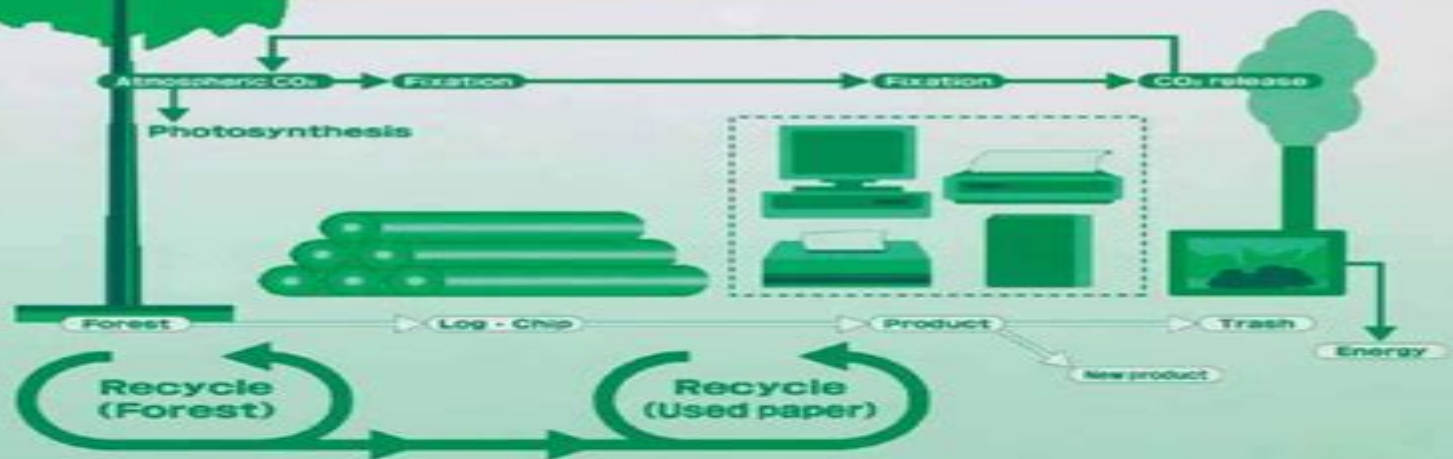 Atmospheric CO₂
Fixation
Fixation
CO₂ release
Photosynthesis
Forest
Log - Chip
Product
Trash
Energy
New product
Recycle
(Forest)
Recycle
(Used paper)